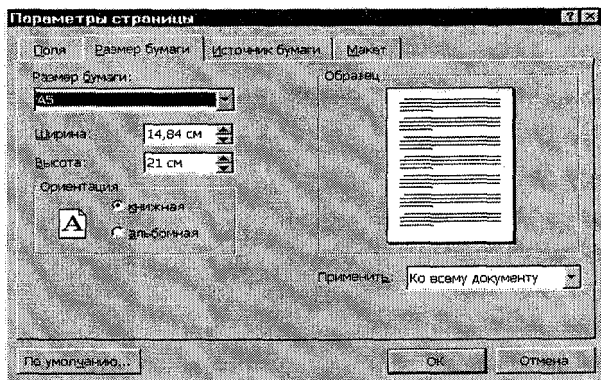 Параметры страницы
Поля Размер бумаги Источник бумаги Макет
Размер бумаги:
A5
Ширина: 14,84 см
Высота: 21 см
Ориентация
A
книжная
альбомная
Образец
Применить: Ко всему документу
По умолчанию... ОК Отмена